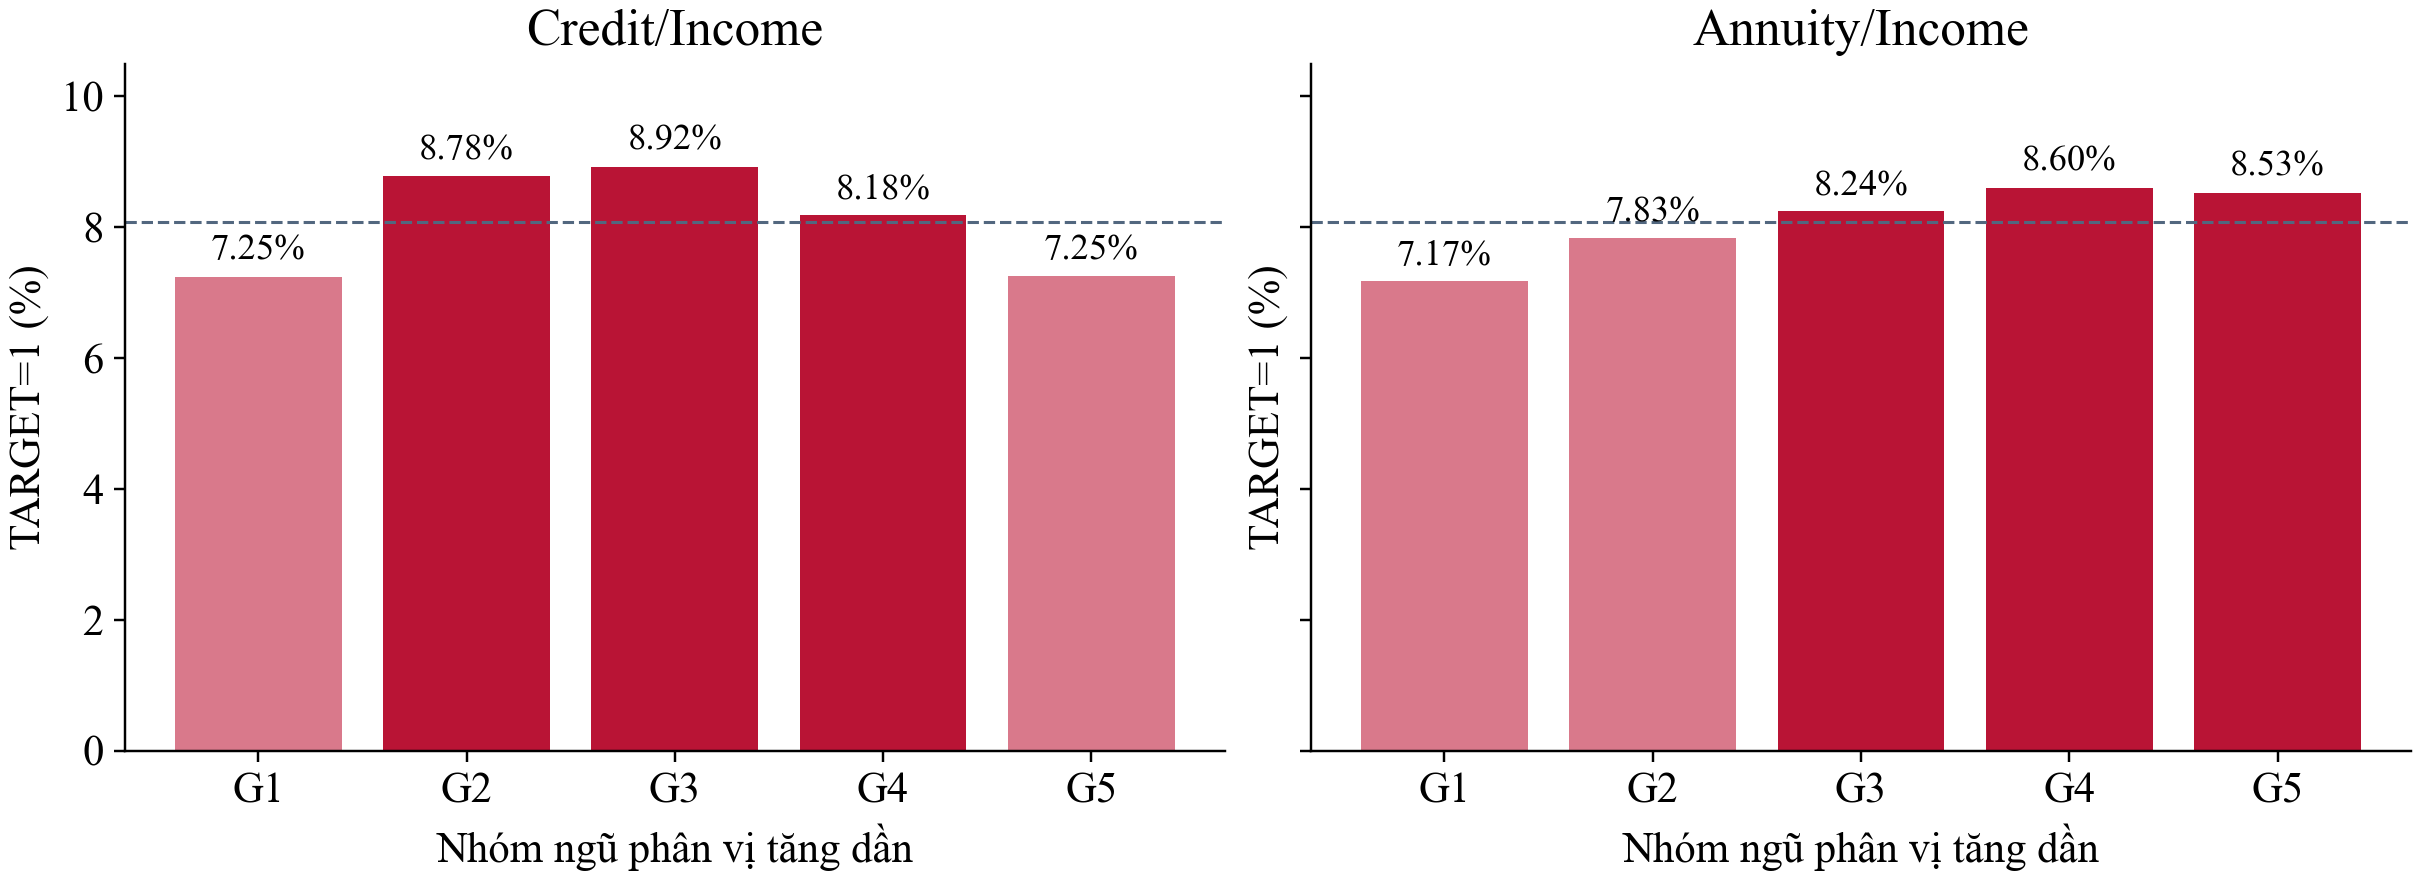 Credit/Income
TARGET=1 (%)
10
8
6
4
2
0
7.25%
8.78%
8.92%
8.18%
7.25%
G1
G2
G3
G4
G5
Nhóm ngũ phân vị tăng dần
Annuity/Income
TARGET=1 (%)
7.17%
7.83%
8.24%
8.60%
8.53%
G1
G2
G3
G4
G5
Nhóm ngũ phân vị tăng dần